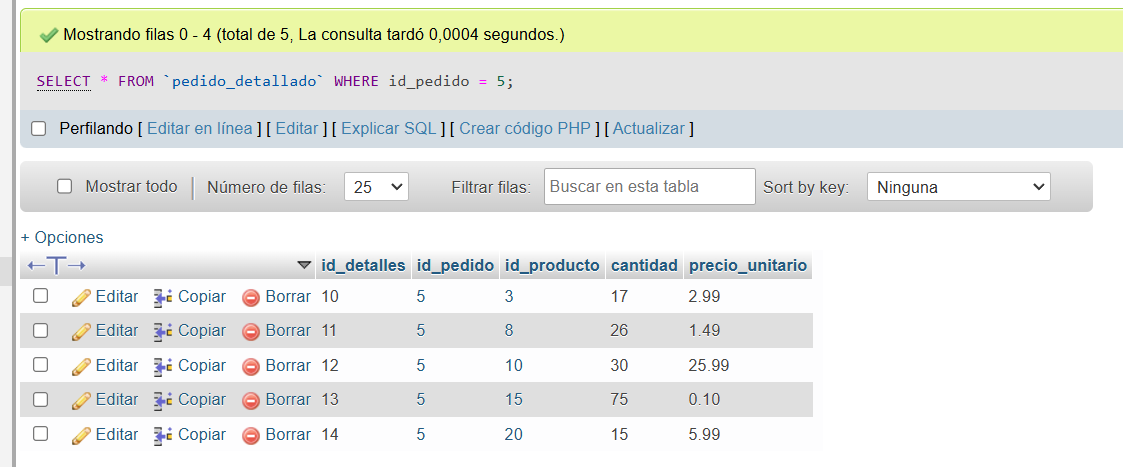 Mostrando filas 0 - 4 (total de 5, La consulta tardó 0,0004 segundos.)
SELECT * FROM `pedido_detallado` WHERE id_pedido = 5;
Perfilando [ Editar en línea ] [ Editar ] [ Explicar SQL ] [ Crear código PHP ] [ Actualizar ]
Mostrar todo Número de filas: 25 Filtrar filas: Buscar en esta tabla Sort by key: Ninguna
+ Opciones
←T→ id_detalles id_pedido id_producto cantidad precio_unitario
Editar Copiar Borrar 10 5 3 17 2.99
Editar Copiar Borrar 11 5 8 26 1.49
Editar Copiar Borrar 12 5 10 30 25.99
Editar Copiar Borrar 13 5 15 75 0.10
Editar Copiar Borrar 14 5 20 15 5.99